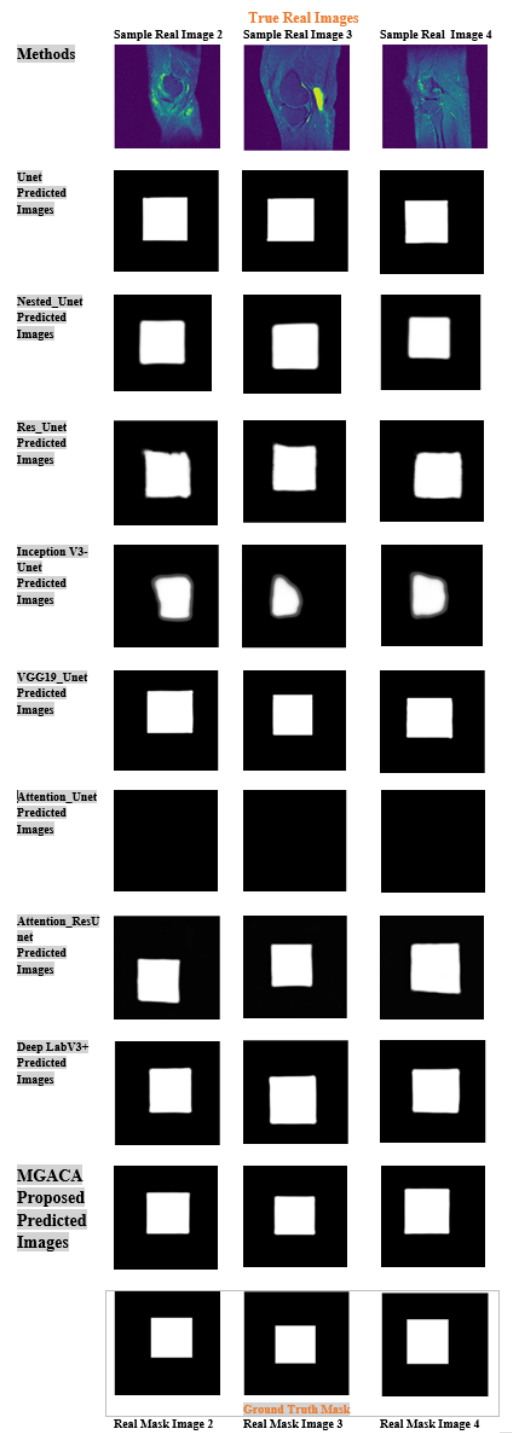 True Real Images
Sample Real Image 2 Sample Real Image 3 Sample Real Image 4
Methods
Unet
Predicted
Images
Nested_Unet
Predicted
Images
Res_Unet
Predicted
Images
Inception V3-
Unet
Predicted
Images
VGG19_Unet
Predicted
Images
Attention_Unet
Predicted
Images
Attention_ResU
net
Predicted
Images
Deep LabV3+
Predicted
Images
MGACA
Proposed
Predicted
Images
Ground Truth Mask
Real Mask Image 2 Real Mask Image 3 Real Mask Image 4